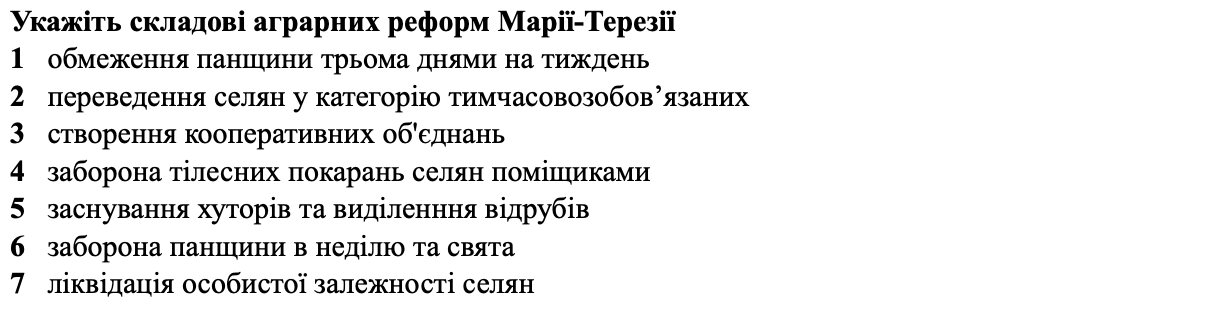 Укажіть складові аграрних реформ Марії-Терезії
1 обмеження панщини трьома днями на тиждень
2 переведення селян у категорію тимчасовозобов’язаних
3 створення кооперативних об'єднань
4 заборона тілесних покарань селян поміщиками
5 заснування хуторів та виділенння відрубів
6 заборона панщини в неділю та свята
7 ліквідація особистої залежності селян